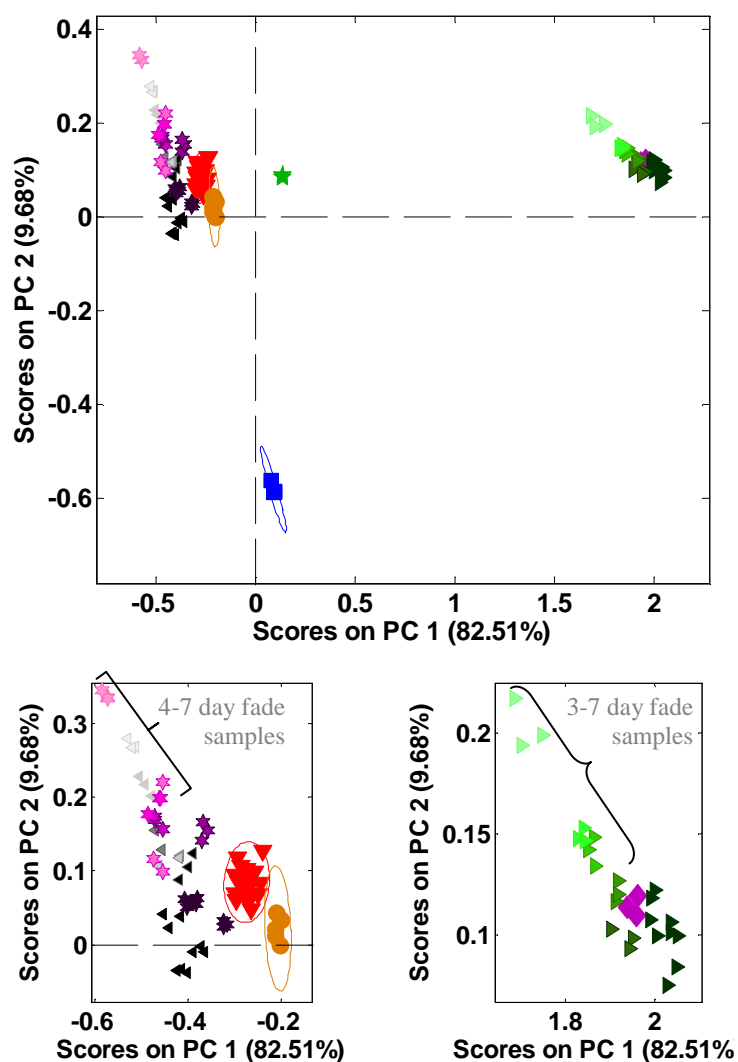 0.4
0.2
0
-0.2
-0.4
-0.6
Scores on PC 2 (9.68%)
-0.5 0 0.5 1 1.5 2
Scores on PC 1 (82.51%)
4-7 day fade
samples
0.3
0.2
0.1
0
Scores on PC 2 (9.68%)
-0.6 -0.4 -0.2
Scores on PC 1 (82.51%)
3-7 day fade
samples
0.2
0.15
0.1
Scores on PC 2 (9.68%)
1.8 2
Scores on PC 1 (82.51%